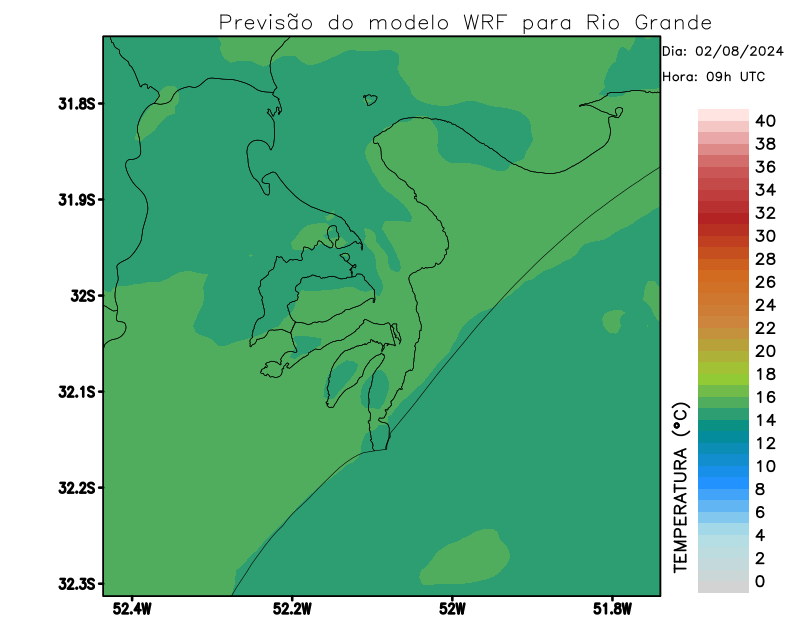 Previsão do modelo WRF para Rio Grande
Dia: 02/08/2024
Hora: 09h UTC
31.8S
31.9S
32S
32.1S
32.2S
32.3S
52.4W
52.2W
52W
51.8W
TEMPERATURA (°C)
40
38
36
34
32
30
28
26
24
22
20
18
16
14
12
10
8
6
4
2
0